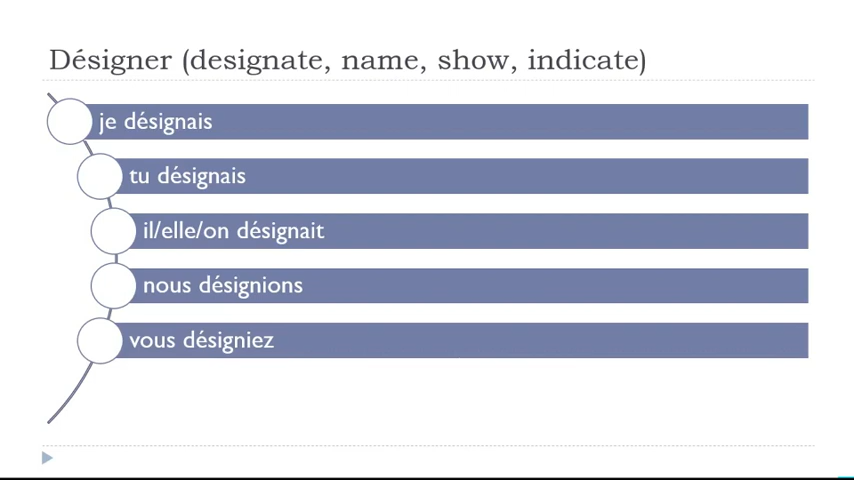 Désigner (designate, name, show, indicate)
je désignais
tu désignais
il/elle/on désignait
nous désignions
vous désigniez